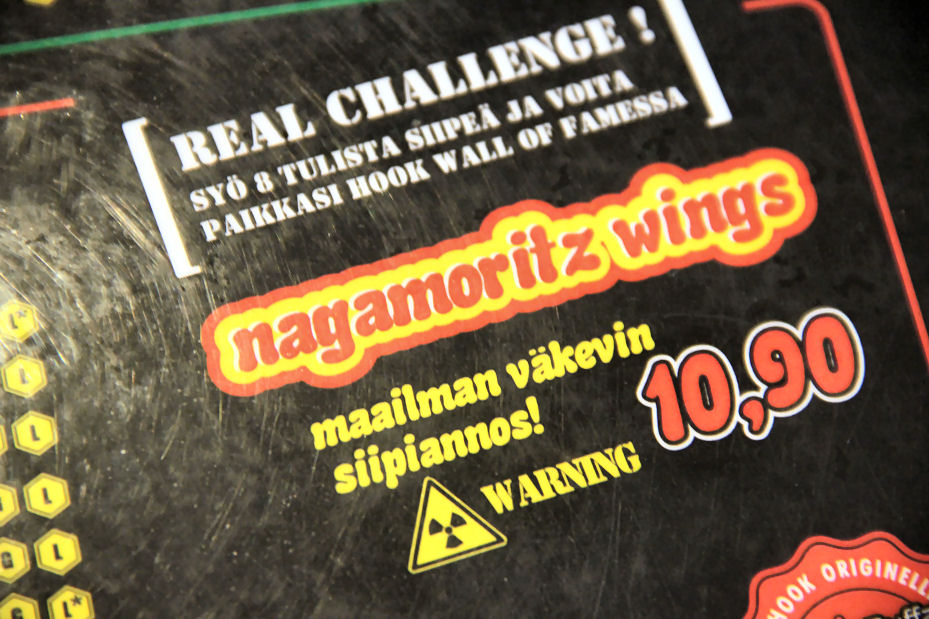 REAL CHALLENGE !
SYÖ 8 TULISTA SIIPEÄ JA VOITA
PAIKKASI HOOK WALL OF FAMESSA
nagamoritz wings
maailman väkevin
siipiannos!
10,90
WARNING
L*
L
L
L
G L
G L*
HOOK ORIGINELL